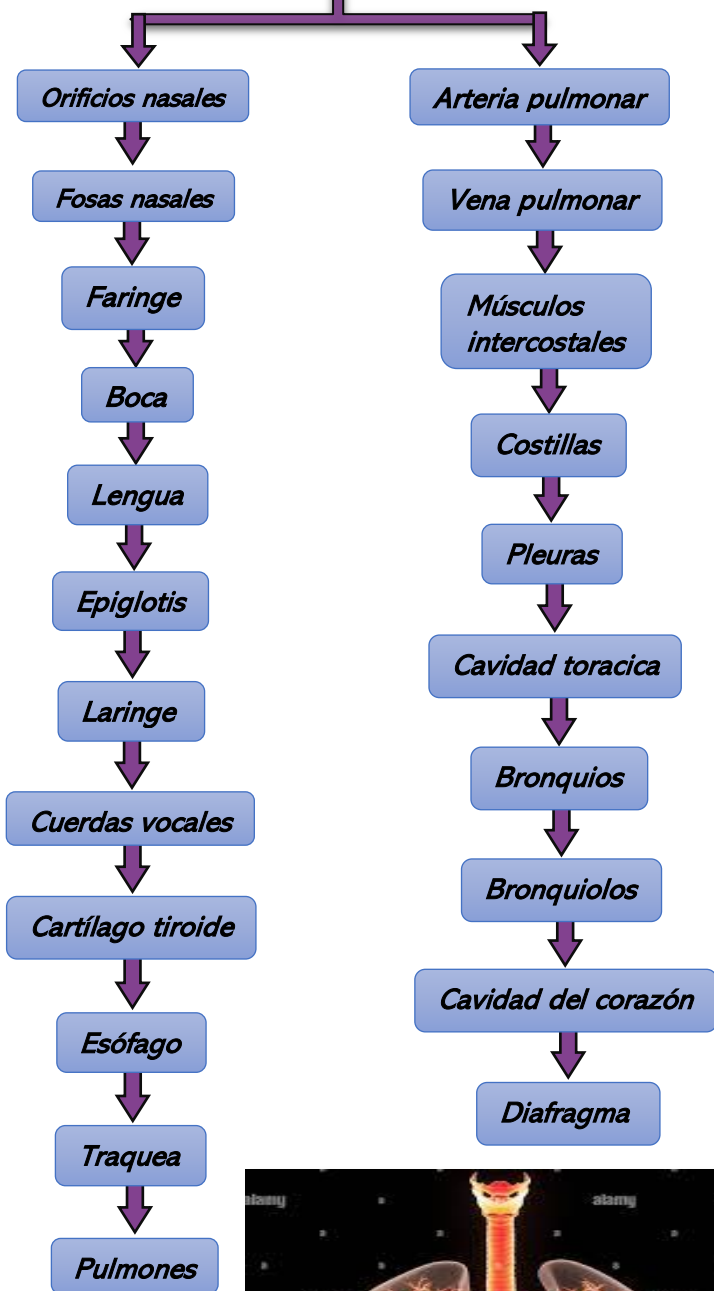 Orificios nasales
Fosas nasales
Faringe
Boca
Lengua
Epiglotis
Laringe
Cuerdas vocales
Cartílago tiroide
Esófago
Traquea
Pulmones
Arteria pulmonar
Vena pulmonar
Músculos
intercostales
Costillas
Pleuras
Cavidad toracica
Bronquios
Bronquiolos
Cavidad del corazón
Diafragma
alamy
alamy